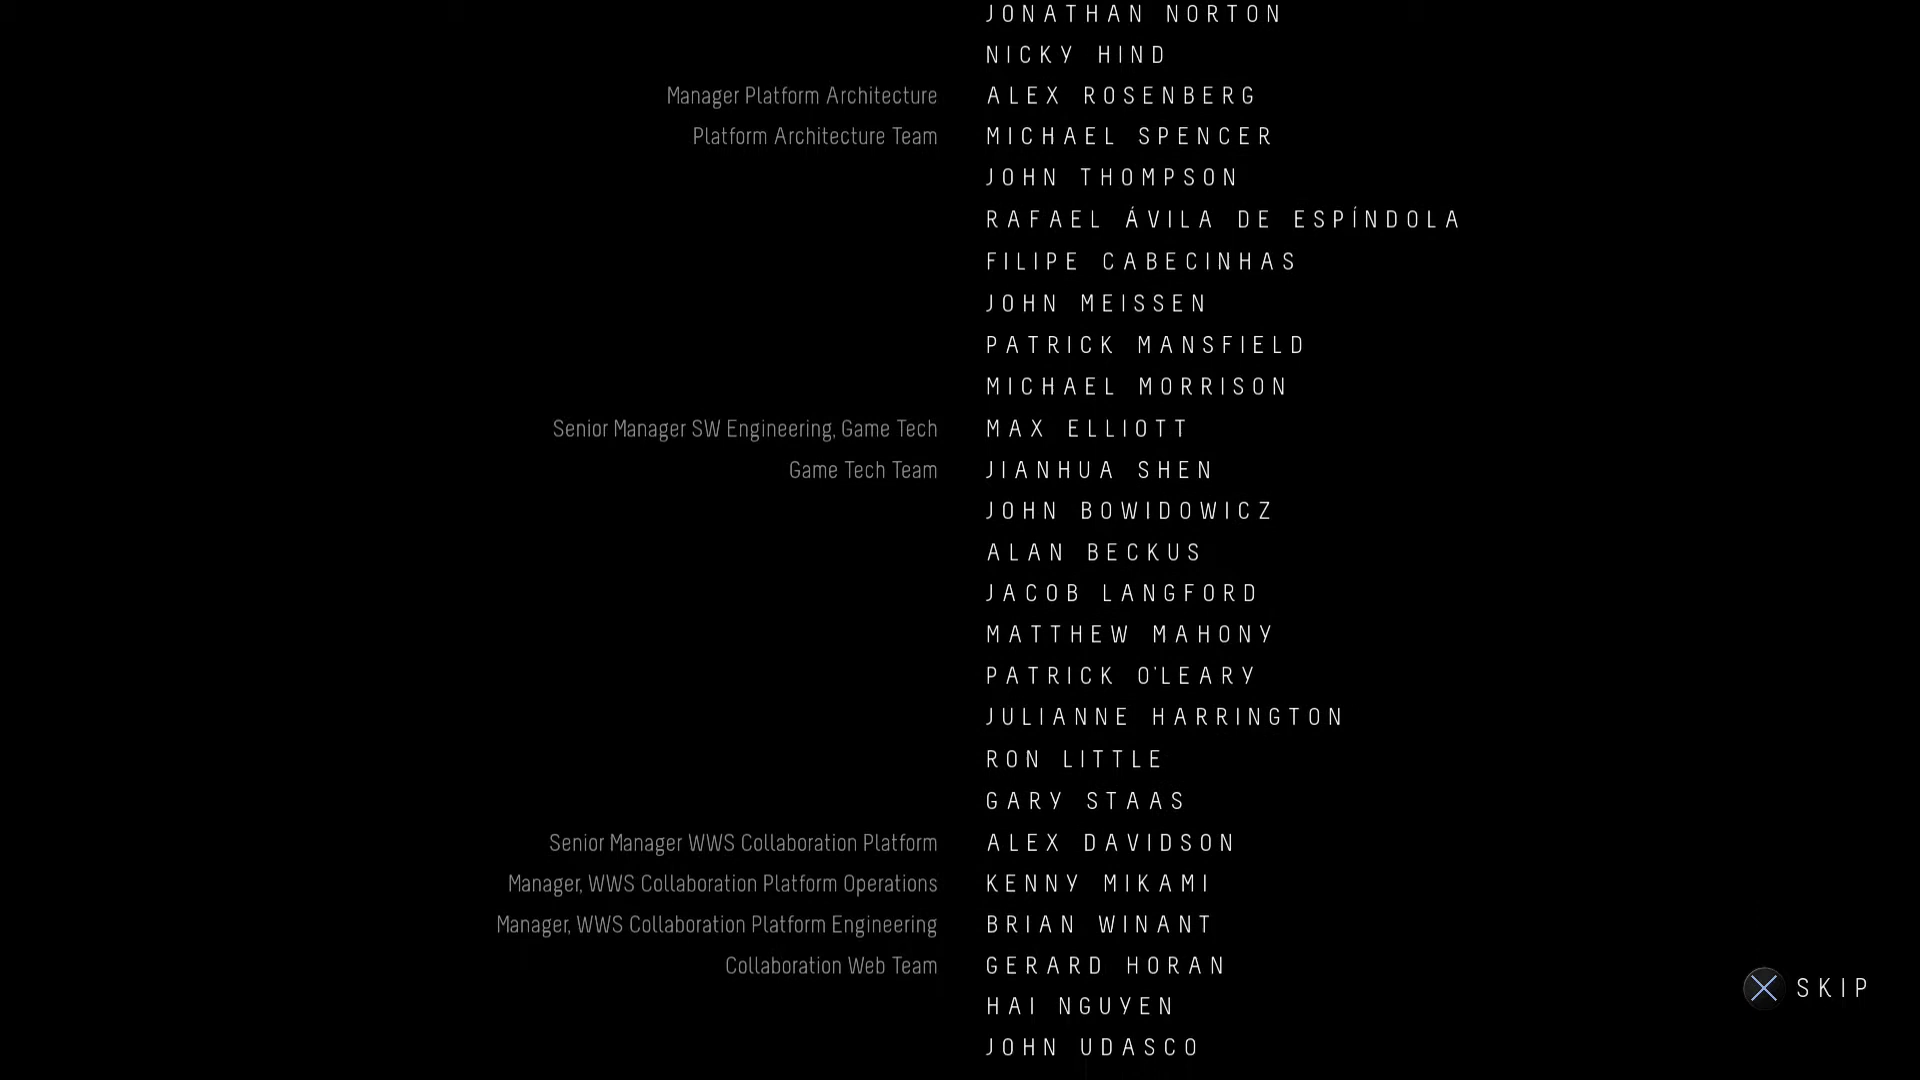 JONATHAN NORTON
NICKY HIND
Manager Platform Architecture ALEX ROSENBERG
Platform Architecture Team MICHAEL SPENCER
JOHN THOMPSON
RAFAEL ÁVILA DE ESPÍNDOLA
FILIPE CABECINHAS
JOHN MEISSEN
PATRICK MANSFIELD
MICHAEL MORRISON
Senior Manager SW Engineering, Game Tech MAX ELLIOTT
Game Tech Team JIANHUA SHEN
JOHN BOWIDOWICZ
ALAN BECKUS
JACOB LANGFORD
MATTHEW MAHONY
PATRICK O'LEARY
JULIANNE HARRINGTON
RON LITTLE
GARY STAAS
Senior Manager WWS Collaboration Platform ALEX DAVIDSON
Manager, WWS Collaboration Platform Operations KENNY MIKAMI
Manager, WWS Collaboration Platform Engineering BRIAN WINANT
Collaboration Web Team GERARD HORAN
SKIP
HAI NGUYEN
JOHN UDASCO